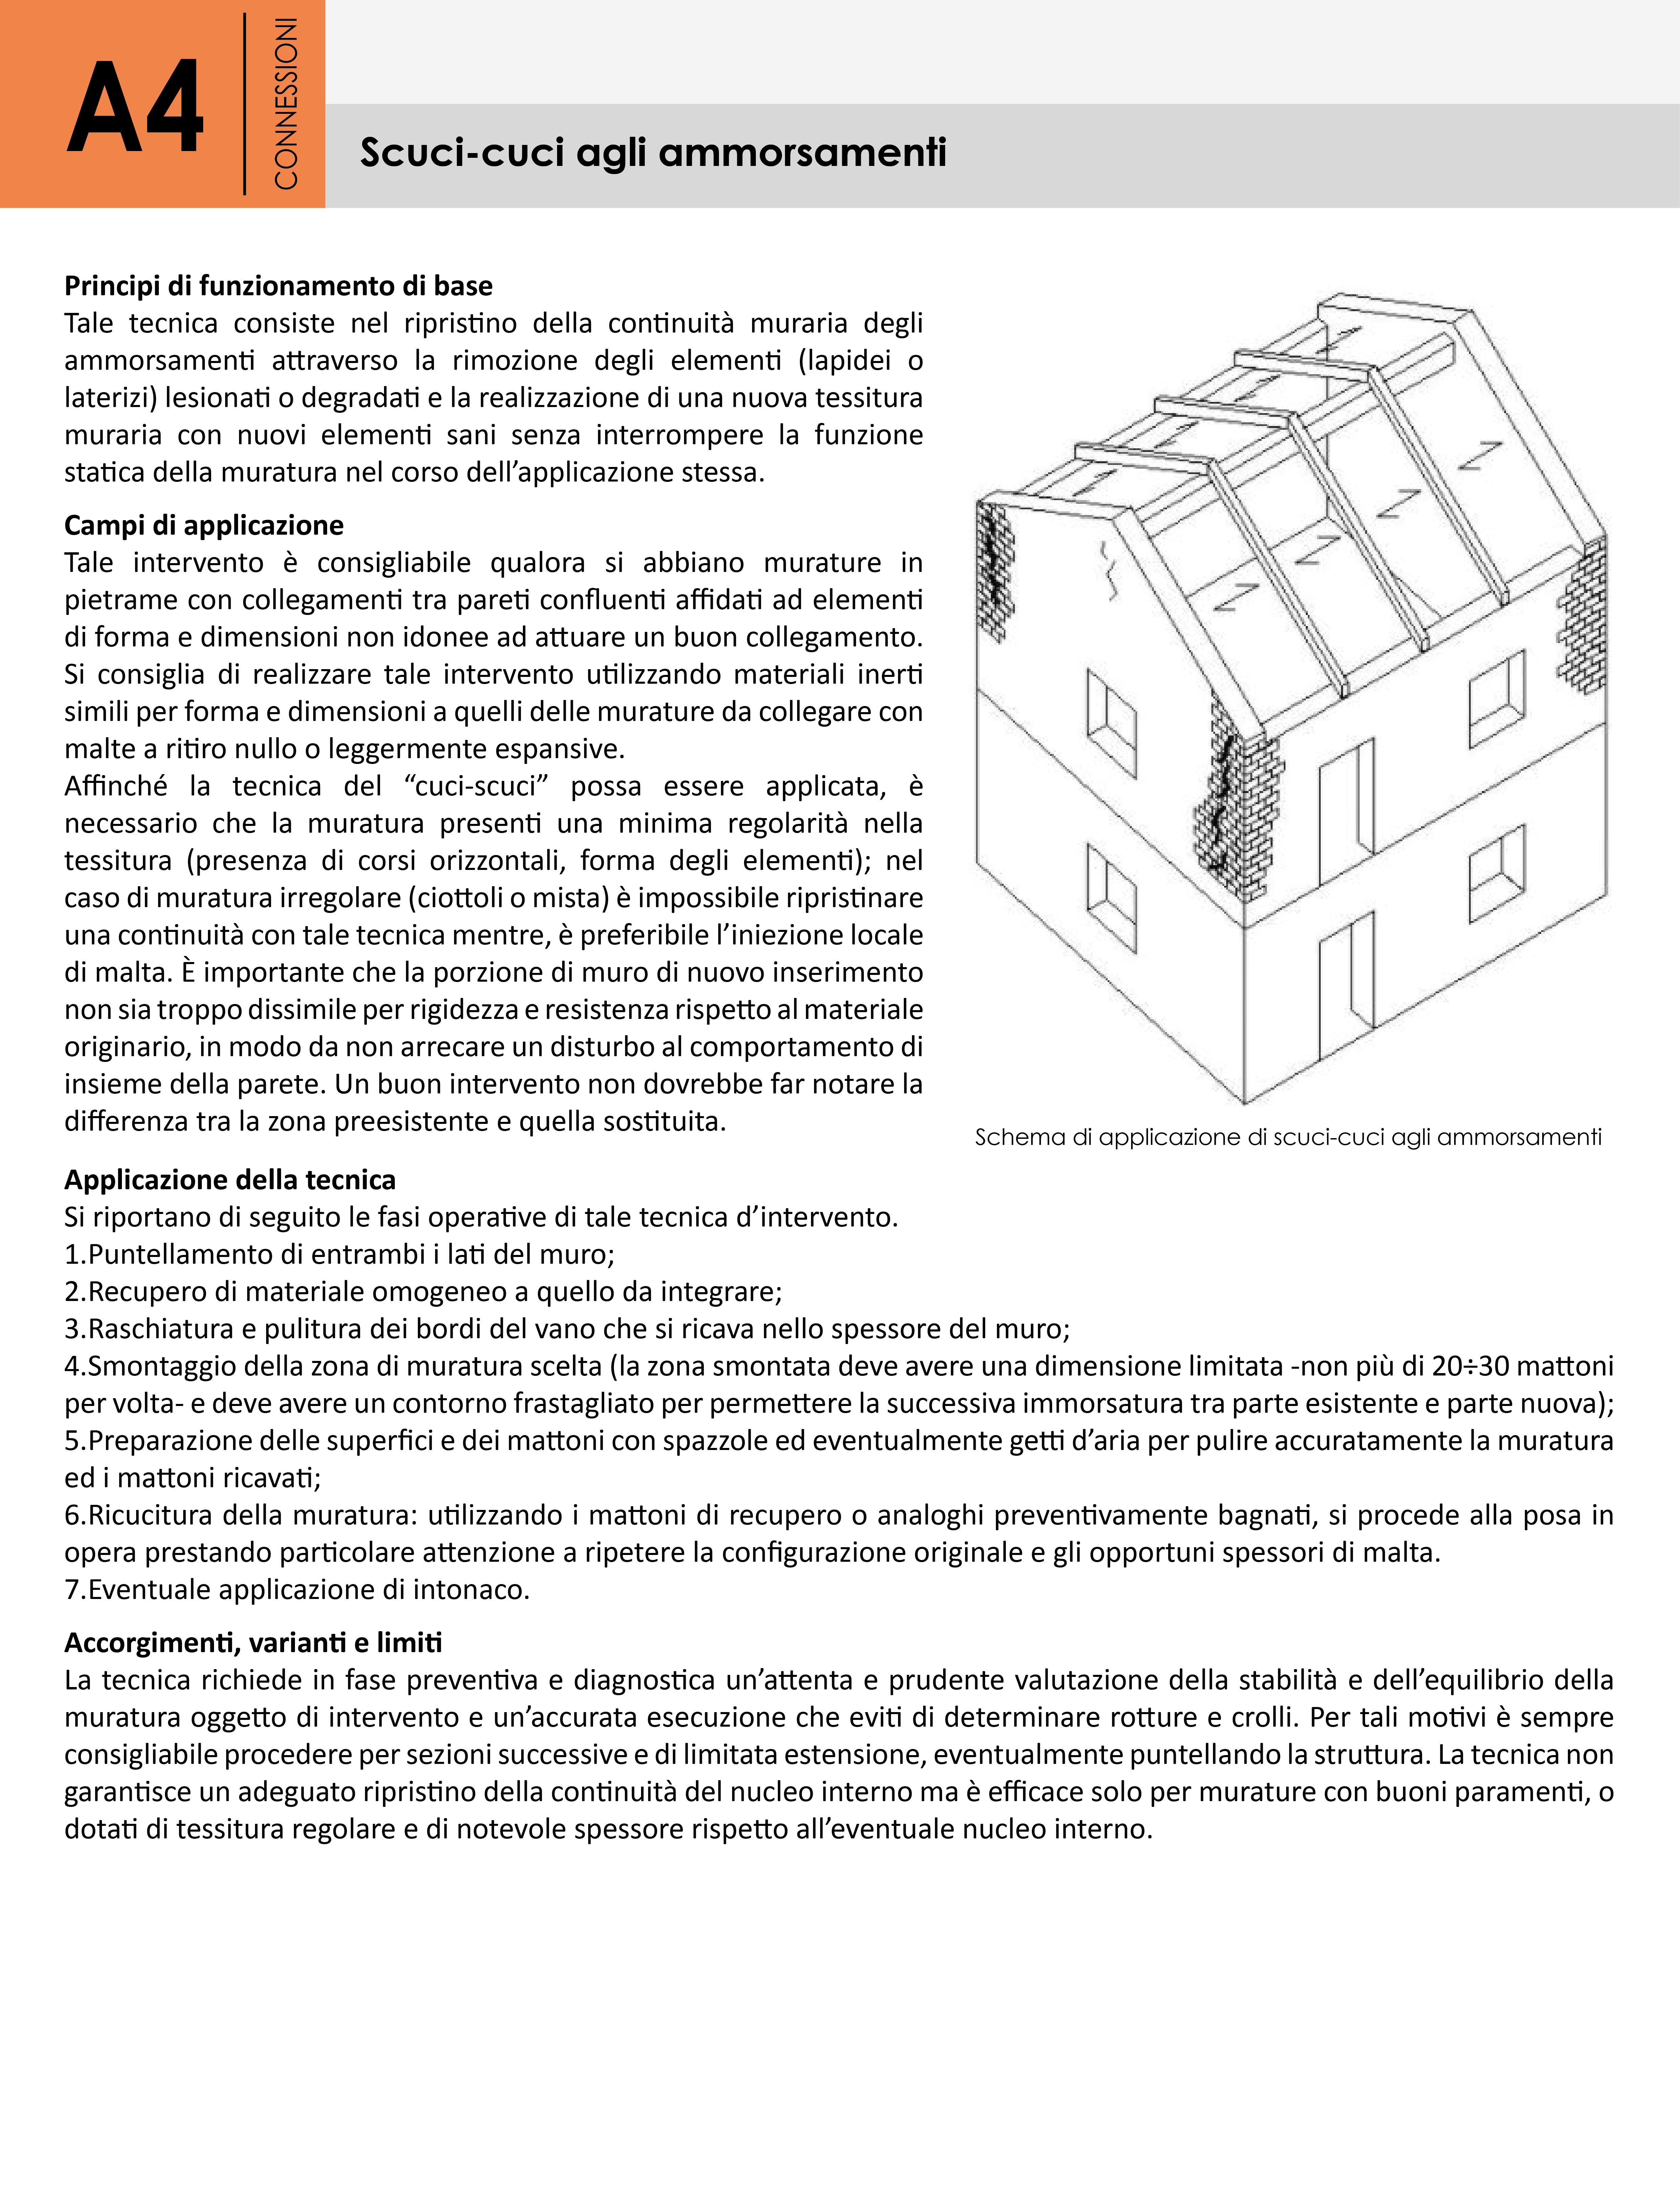 A4
CONNESSIONI
Scuci-cuci agli ammorsamenti
Principi di funzionamento di base
Tale tecnica consiste nel ripristino della continuità muraria degli
ammorsamenti attraverso la rimozione degli elementi (lapidei o
laterizi) lesionati o degradati e la realizzazione di una nuova tessitura
muraria con nuovi elementi sani senza interrompere la funzione
statica della muratura nel corso dell’applicazione stessa.
Campi di applicazione
Tale intervento è consigliabile qualora si abbiano murature in
pietrame con collegamenti tra pareti confluenti affidati ad elementi
di forma e dimensioni non idonee ad attuare un buon collegamento.
Si consiglia di realizzare tale intervento utilizzando materiali inerti
simili per forma e dimensioni a quelli delle murature da collegare con
malte a ritiro nullo o leggermente espansive.
Affinché la tecnica del “cuci-scuci” possa essere applicata, è
necessario che la muratura presenti una minima regolarità nella
tessitura (presenza di corsi orizzontali, forma degli elementi); nel
caso di muratura irregolare (ciottoli o mista) è impossibile ripristinare
una continuità con tale tecnica mentre, è preferibile l’iniezione locale
di malta. È importante che la porzione di muro di nuovo inserimento
non sia troppo dissimile per rigidezza e resistenza rispetto al materiale
originario, in modo da non arrecare un disturbo al comportamento di
insieme della parete. Un buon intervento non dovrebbe far notare la
differenza tra la zona preesistente e quella sostituita.
Schema di applicazione di scuci-cuci agli ammorsamenti
Applicazione della tecnica
Si riportano di seguito le fasi operative di tale tecnica d’intervento.
1.Puntellamento di entrambi i lati del muro;
2.Recupero di materiale omogeneo a quello da integrare;
3.Raschiatura e pulitura dei bordi del vano che si ricava nello spessore del muro;
4.Smontaggio della zona di muratura scelta (la zona smontata deve avere una dimensione limitata -non più di 20÷30 mattoni
per volta- e deve avere un contorno frastagliato per permettere la successiva immorsatura tra parte esistente e parte nuova);
5.Preparazione delle superfici e dei mattoni con spazzole ed eventualmente getti d’aria per pulire accuratamente la muratura
ed i mattoni ricavati;
6.Ricucitura della muratura: utilizzando i mattoni di recupero o analoghi preventivamente bagnati, si procede alla posa in
opera prestando particolare attenzione a ripetere la configurazione originale e gli opportuni spessori di malta.
7.Eventuale applicazione di intonaco.
Accorgimenti, varianti e limiti
La tecnica richiede in fase preventiva e diagnostica un’attenta e prudente valutazione della stabilità e dell’equilibrio della
muratura oggetto di intervento e un’accurata esecuzione che eviti di determinare rotture e crolli. Per tali motivi è sempre
consigliabile procedere per sezioni successive e di limitata estensione, eventualmente puntellando la struttura. La tecnica non
garantisce un adeguato ripristino della continuità del nucleo interno ma è efficace solo per murature con buoni paramenti, o
dotati di tessitura regolare e di notevole spessore rispetto all’eventuale nucleo interno.